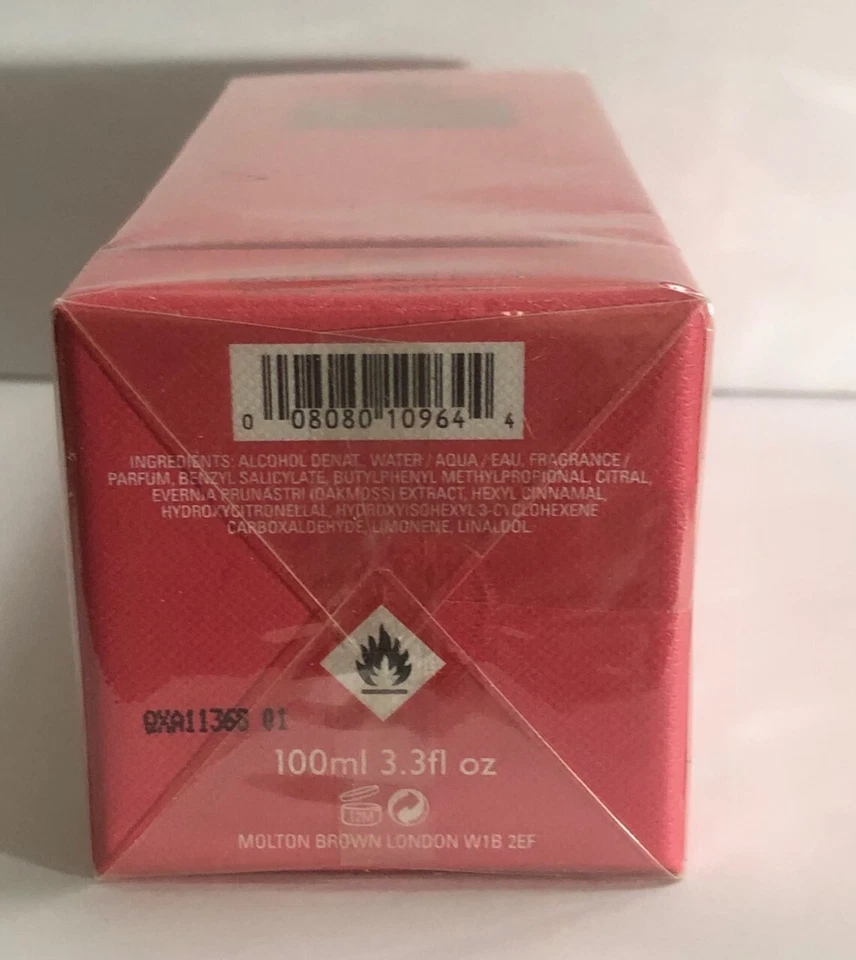 0 08080 10964 4
INGREDIENTS: ALCOHOL DENAT., WATER / AQUA / EAU, FRAGRANCE /
PARFUM, BENZYL SALICYLATE, BUTYLPHENYL METHYLPROPIONAL, CITRAL,
EVERNIA PRUNASTRI (OAKMOSS) EXTRACT, HEXYL CINNAMAL,
HYDROXYCITRONELLAL, HYDROXYISOHEXYL 3-CYCLOHEXENE
CARBOXALDEHYDE, LIMONENE, LINALOOL.
QXA11365 01
100ml 3.3fl oz
12M
MOLTON BROWN LONDON W1B 2EF